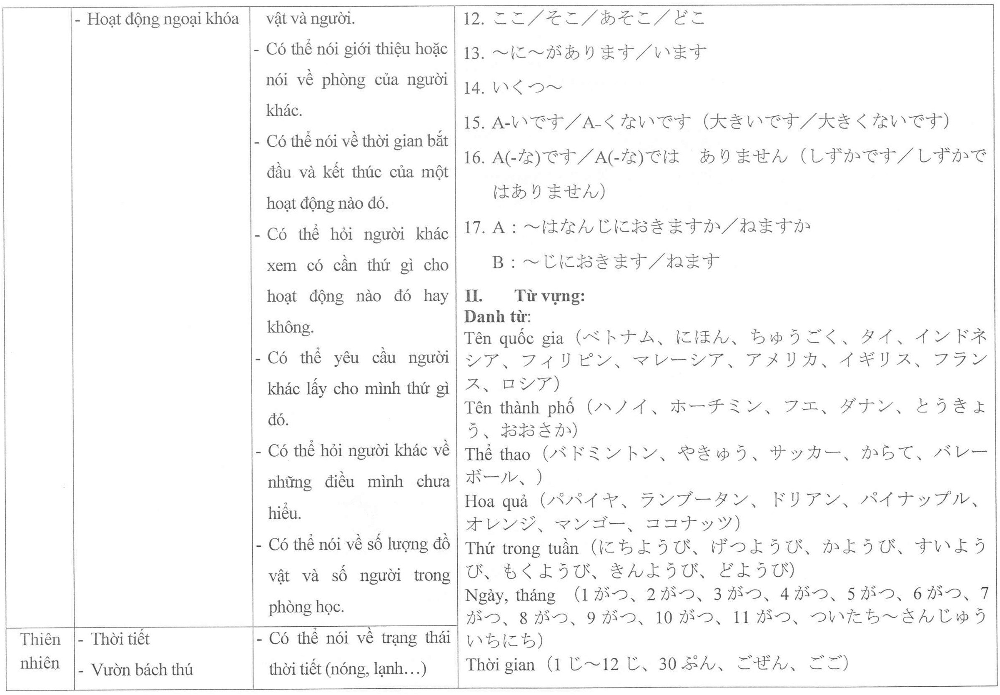 - Hoạt động ngoại khóa
vật và người.
- Có thể nói giới thiệu hoặc
nói về phòng của người
khác.
- Có thể nói về thời gian bắt
đầu và kết thúc của một
hoạt động nào đó.
- Có thể hỏi người khác
xem có cần thứ gì cho
hoạt động nào đó hay
không.
- Có thể yêu cầu người
khác lấy cho mình thứ gì
đó.
- Có thể hỏi người khác về
những điều mình chưa
hiểu.
- Có thể nói về số lượng đồ
vật và số người trong
phòng học.
Thiên
nhiên
- Thời tiết
- Vườn bách thú
- Có thể nói về trạng thái
thời tiết (nóng, lạnh…)
12. ここ／そこ／あそこ／どこ
13. ～に～があります／います
14. いくつ～
15. A-いです／A-くないです（大きいです／大きくないです）
16. A(-な)です／A(-な)では　ありません（しずかです／しずかで
はありません）
17. A：～はなんじにおきますか／ねますか
B：～じにおきます／ねます
II. Từ vựng:
Danh từ:
Tên quốc gia（ベトナム、にほん、ちゅうごく、タイ、インドネ
シア、フィリピン、マレーシア、アメリカ、イギリス、フラン
ス、ロシア）
Tên thành phố（ハノイ、ホーチミン、フエ、ダナン、とうきょ
う、おおさか）
Thể thao（バドミントン、やきゅう、サッカー、からて、バレー
ボール、）
Hoa quả（パパイヤ、ランブータン、ドリアン、パイナップル、
オレンジ、マンゴー、ココナッツ）
Thứ trong tuần（にちようび、げつようび、かようび、すいよう
び、もくようび、きんようび、どようび）
Ngày, tháng （1 がつ、2 がつ、3 がつ、4 がつ、5 がつ、6 がつ、7
がつ、8 がつ、9 がつ、10 がつ、11 がつ、ついたち～さんじゅう
いちにち）
Thời gian（1 じ～12 じ、30 ぷん、ごぜん、ごご）